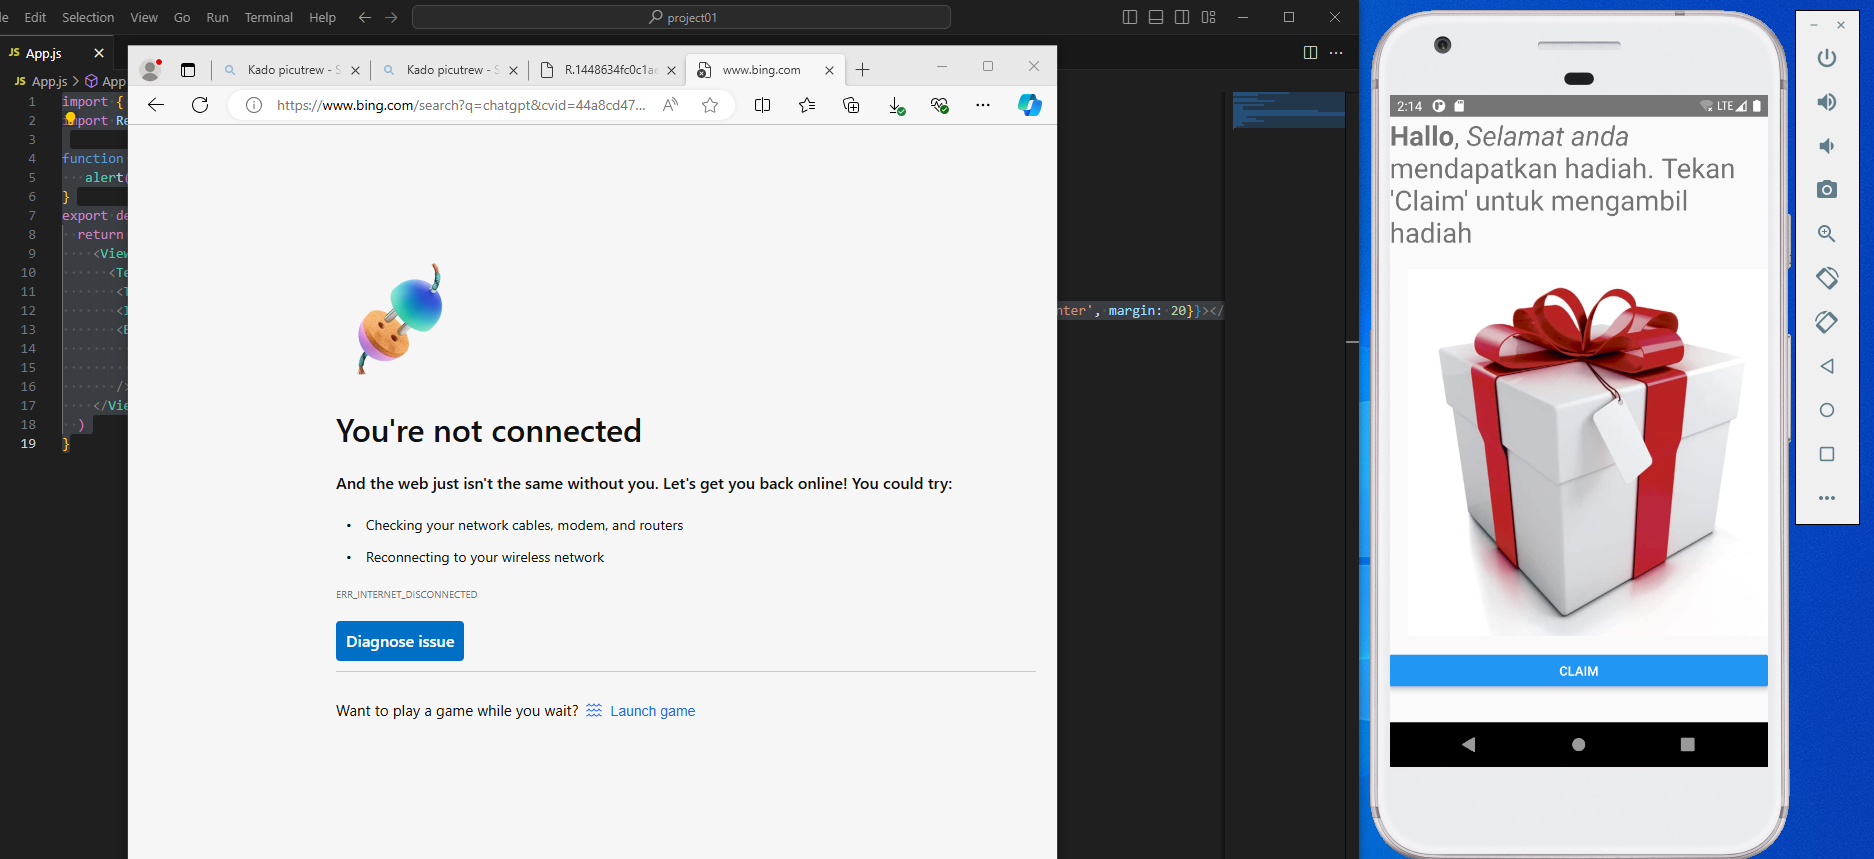 Edit Selection View Go Run Terminal Help
project01
JS App.js
JS App.js > App
1 import {
2 import Re
3
4 function
5 alert(
6 }
7 export de
8 return
9 <View
10 <Te
11 <T
12 <I
13 <B
14
15
16 />
17 </Vie
18 )
19 }
nter', margin: 20}}></
Kado picutrew - S
Kado picutrew - S
R.1448634fc0c1ae
www.bing.com
https://www.bing.com/search?q=chatgpt&cvid=44a8cd47...
You're not connected
And the web just isn't the same without you. Let's get you back online! You could try:
• Checking your network cables, modem, and routers
• Reconnecting to your wireless network
ERR_INTERNET_DISCONNECTED
Diagnose issue
Want to play a game while you wait? Launch game
2:14 LTE
Hallo, Selamat anda
mendapatkan hadiah. Tekan
'Claim' untuk mengambil
hadiah
CLAIM